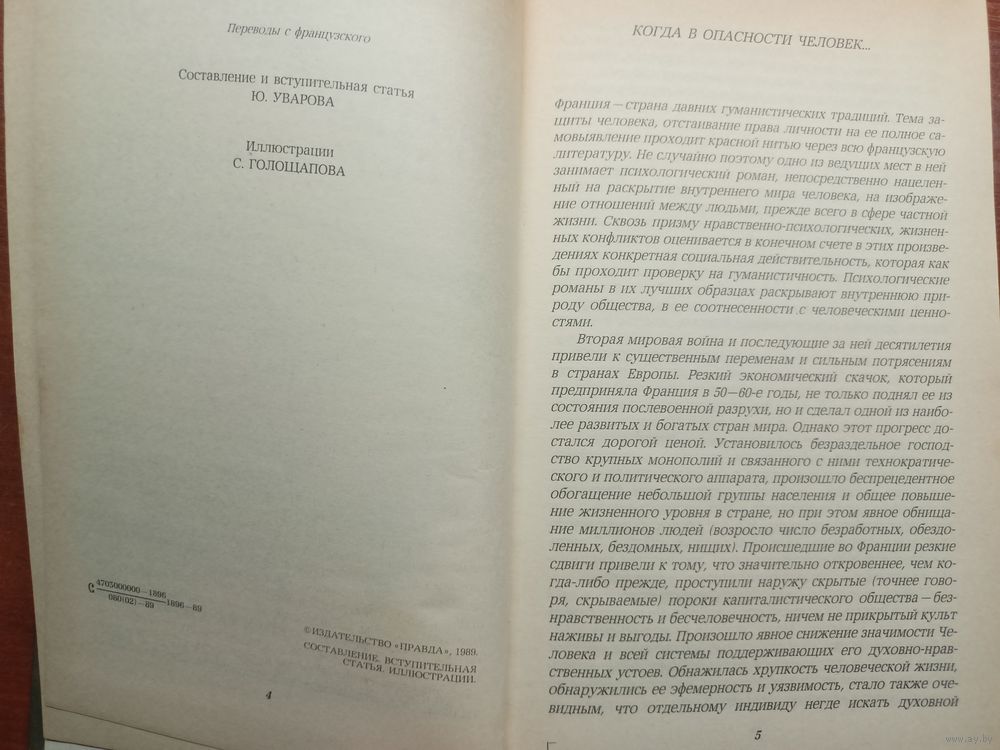 Переводы с французского
Составление и вступительная статья
Ю. УВАРОВА
Иллюстрации
С. ГОЛОЩАПОВА
С 4705000000—1896
080(02)—89
1896—89
©ИЗДАТЕЛЬСТВО «ПРАВДА», 1989.
СОСТАВЛЕНИЕ. ВСТУПИТЕЛЬНАЯ
СТАТЬЯ. ИЛЛЮСТРАЦИИ.
4
КОГДА В ОПАСНОСТИ ЧЕЛОВЕК...
Франция — страна давних гуманистических традиций. Тема за-
щиты человека, отстаивание права личности на ее полное са-
мовыявление проходит красной нитью через всю французскую
литературу. Не случайно поэтому одно из ведущих мест в ней
занимает психологический роман, непосредственно нацелен-
ный на раскрытие внутреннего мира человека, на изображе-
ние отношений между людьми, прежде всего в сфере частной
жизни. Сквозь призму нравственно-психологических, жизнен-
ных конфликтов оценивается в конечном счете в этих произве-
дениях конкретная социальная действительность, которая как
бы проходит проверку на гуманистичность. Психологические
романы в их лучших образцах раскрывают внутреннюю при-
роду общества, в ее соотнесенности с человеческими ценно-
стями.
Вторая мировая война и последующие за ней десятилетия
привели к существенным переменам и сильным потрясениям
в странах Европы. Резкий экономический скачок, который
предприняла Франция в 50—60-е годы, не только поднял ее из
состояния послевоенной разрухи, но и сделал одной из наибо-
лее развитых и богатых стран мира. Однако этот прогресс до-
стался дорогой ценой. Установилось безраздельное господ-
ство крупных монополий и связанного с ними технократиче-
ского и политического аппарата, произошло беспрецедентное
обогащение небольшой группы населения и общее повыше-
ние жизненного уровня в стране, но при этом явное обнища-
ние миллионов людей (возросло число безработных, обездо-
ленных, бездомных, нищих). Происшедшие во Франции резкие
сдвиги привели к тому, что значительно откровеннее, чем ко-
гда-либо прежде, проступили наружу скрытые (точнее гово-
ря, скрываемые) пороки капиталистического общества — без-
нравственность и бесчеловечность, ничем не прикрытый культ
наживы и выгоды. Произошло явное снижение значимости Че-
ловека и всей системы поддерживающих его духовно-нрав-
ственных устоев. Обнажилась хрупкость человеческой жизни,
обнаружились ее эфемерность и уязвимость, стало также оче-
видным, что отдельному индивиду негде искать духовной
5
www.ay.by